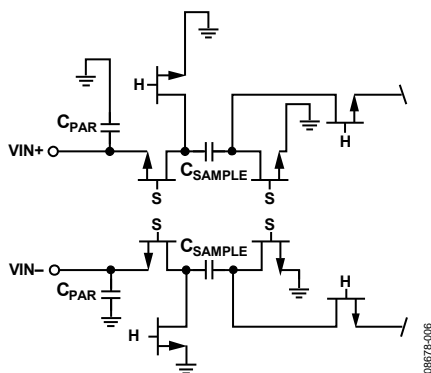 H
C_PAR
H
VIN+
C_SAMPLE
S
S
S
C_SAMPLE
S
VIN–
C_PAR
H
H
08678-006